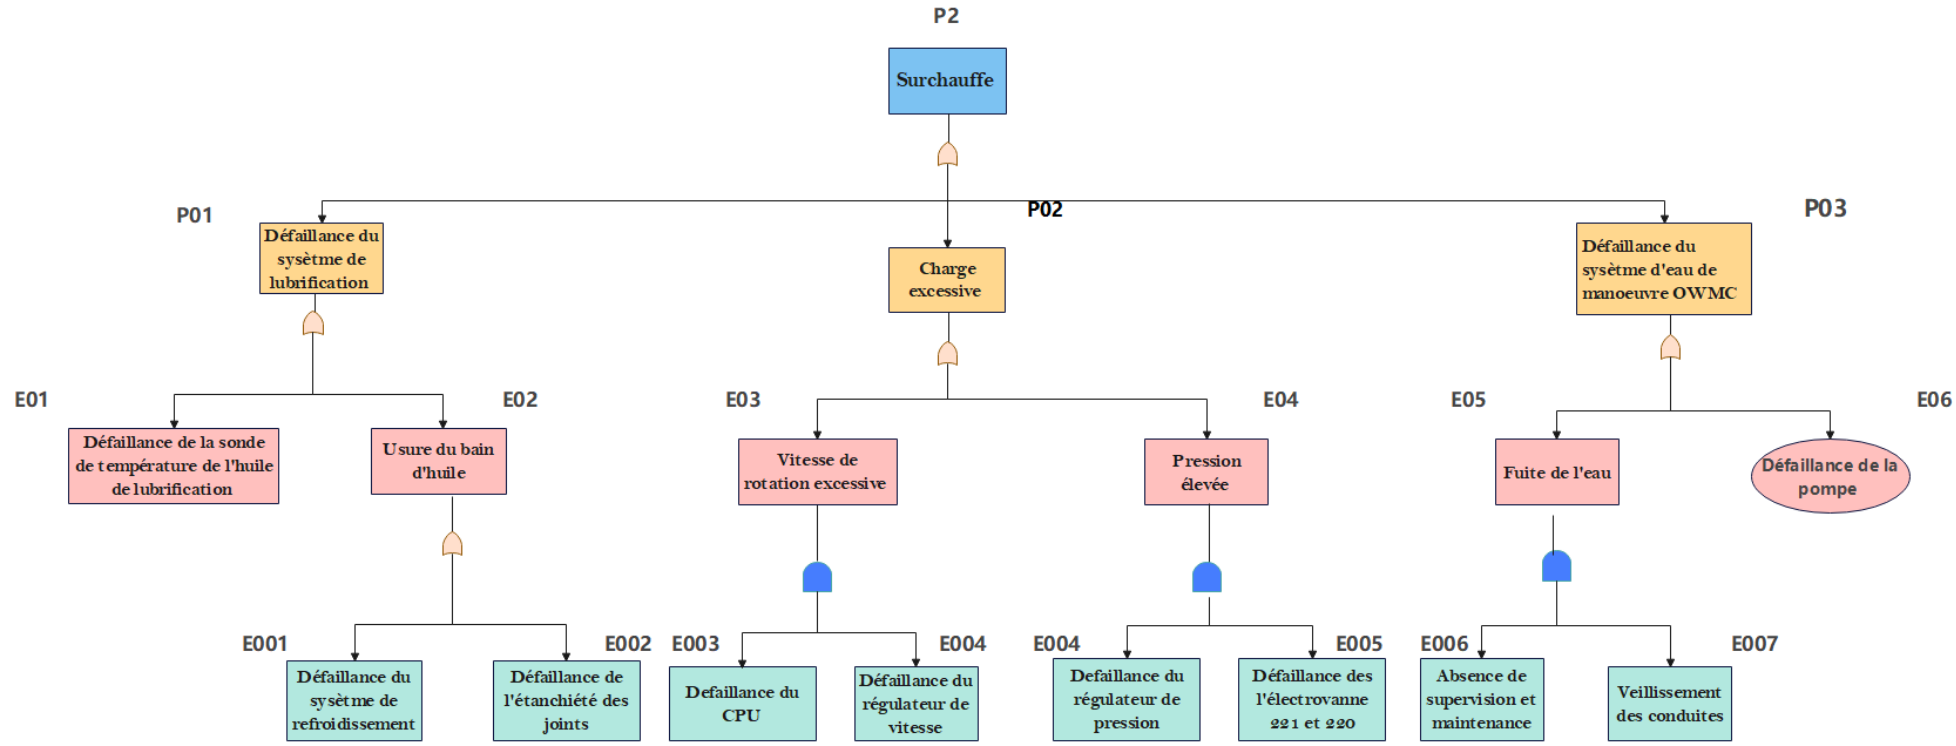 P2
Surchauffe
P01
P02
P03
Défaillance du
sysètme de
lubrification
Charge
excessive
Défaillance du
sysètme d'eau de
manoeuvre OWMC
E01
E02
E03
E04
E05
E06
Défaillance de la sonde
de température de l'huile
de lubrification
Usure du bain
d'huile
Vitesse de
rotation excessive
Pression
élevée
Fuite de l'eau
Défaillance de la
pompe
E001
E002
E003
E004
E004
E005
E006
E007
Défaillance du
sysètme de
refroidissement
Défaillance de
l'étanchiété des
joints
Defaillance du
CPU
Défaillance du
régulateur de
vitesse
Defaillance du
régulateur de
pression
Défaillance des
l'électrovanne
221 et 220
Absence de
supervision et
maintenance
Veillissement
des conduites